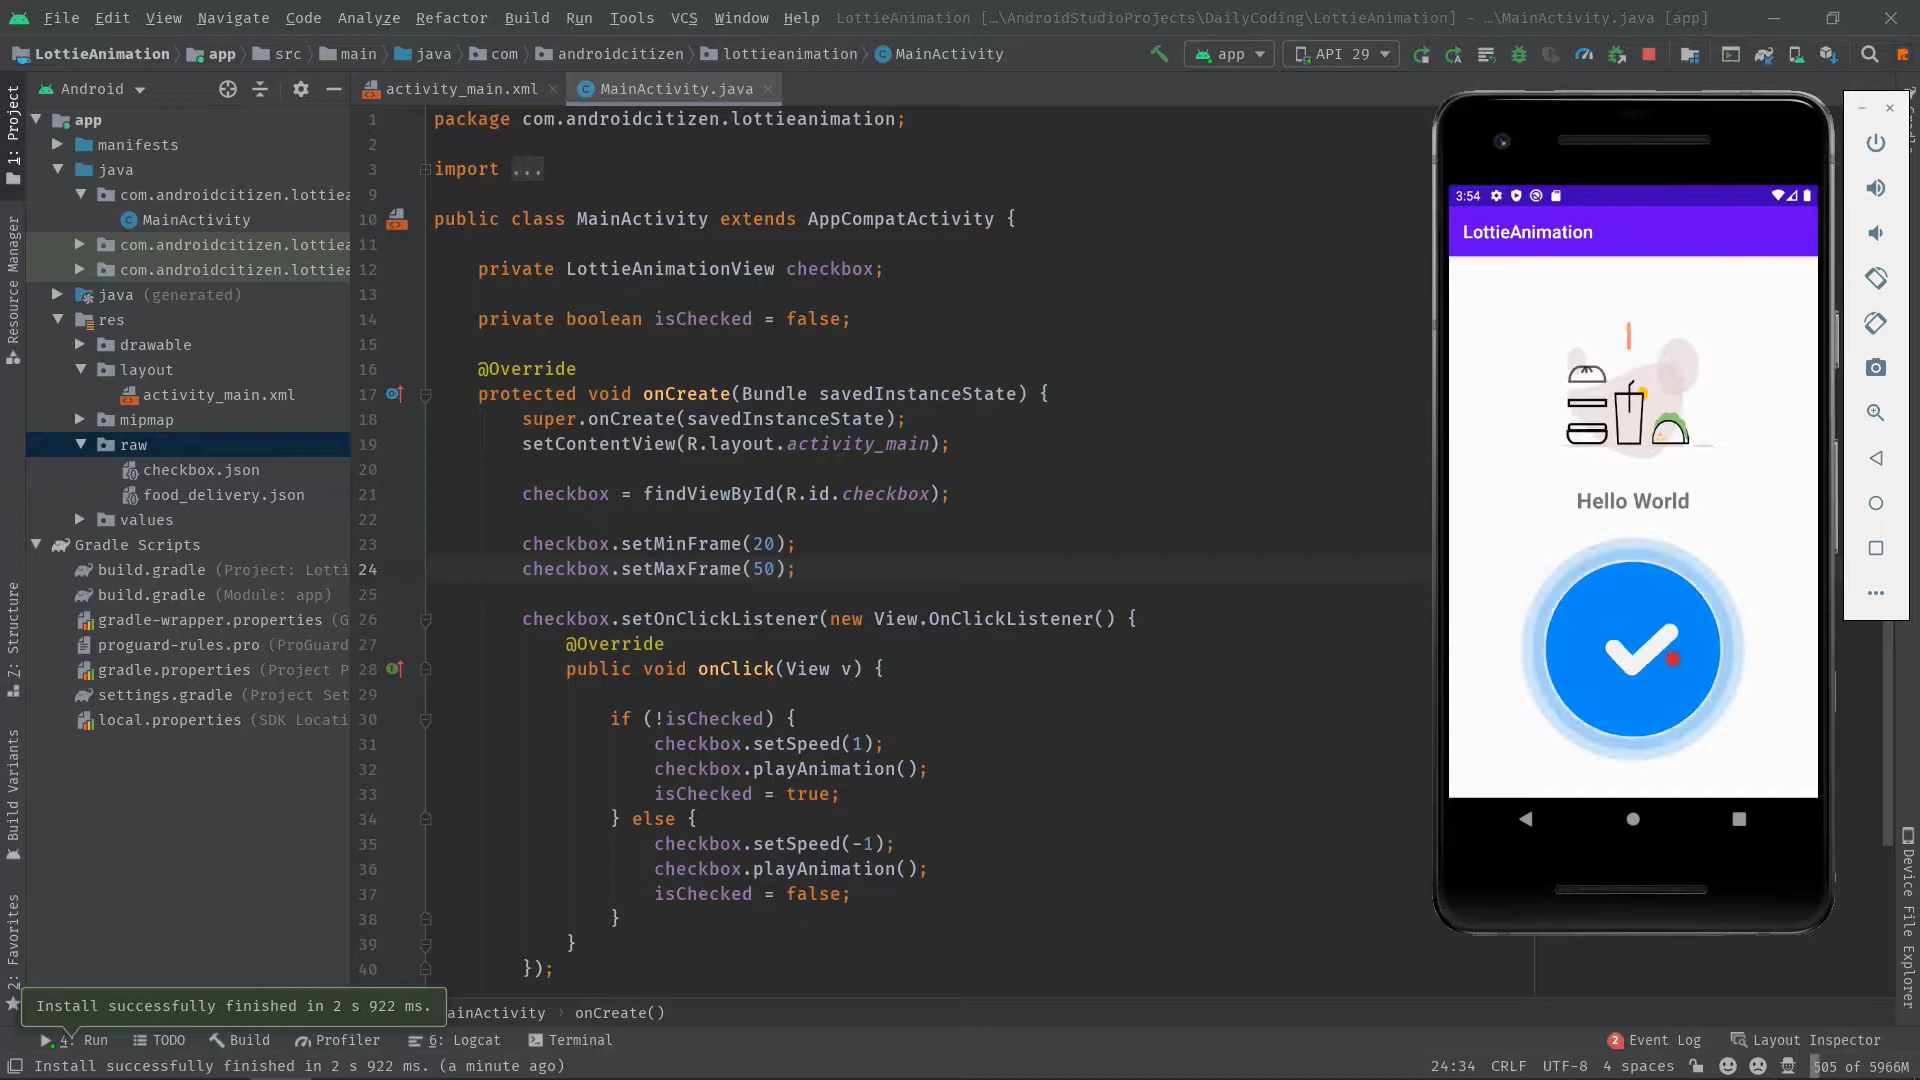 File Edit View Navigate Code Analyze Refactor Build Run Tools VCS Window Help LottieAnimation […\AndroidStudioProjects\DailyCoding\LottieAnimation] - …\MainActivity.java [app]
LottieAnimation app src main java com androidcitizen lottieanimation MainActivity app API 29
Android activity_main.xml MainActivity.java
1: Project
Resource Manager
Z: Structure
Build Variants
2: Favorites
app
manifests
java
com.androidcitizen.lottiea
MainActivity
com.androidcitizen.lottiea
com.androidcitizen.lottiea
java (generated)
res
drawable
layout
activity_main.xml
mipmap
raw
checkbox.json
food_delivery.json
values
Gradle Scripts
build.gradle (Project: Lotti
build.gradle (Module: app)
gradle-wrapper.properties (G
proguard-rules.pro (ProGuard
gradle.properties (Project P
settings.gradle (Project Set
local.properties (SDK Locati
1 package com.androidcitizen.lottieanimation;
2
3 import ...
9
10 public class MainActivity extends AppCompatActivity {
11
12 private LottieAnimationView checkbox;
13
14 private boolean isChecked = false;
15
16 @Override
17 protected void onCreate(Bundle savedInstanceState) {
18 super.onCreate(savedInstanceState);
19 setContentView(R.layout.activity_main);
20
21 checkbox = findViewById(R.id.checkbox);
22
23 checkbox.setMinFrame(20);
24 checkbox.setMaxFrame(50);
25
26 checkbox.setOnClickListener(new View.OnClickListener() {
27 @Override
28 public void onClick(View v) {
29
30 if (!isChecked) {
31 checkbox.setSpeed(1);
32 checkbox.playAnimation();
33 isChecked = true;
34 } else {
35 checkbox.setSpeed(-1);
36 checkbox.playAnimation();
37 isChecked = false;
38 }
39 }
40 });
3:54
LottieAnimation
Hello World
Device File Explorer
Install successfully finished in 2 s 922 ms.
ainActivity › onCreate()
4: Run TODO Build Profiler 6: Logcat Terminal 2 Event Log Layout Inspector
Install successfully finished in 2 s 922 ms. (a minute ago) 24:34 CRLF UTF-8 4 spaces 505 of 5966M